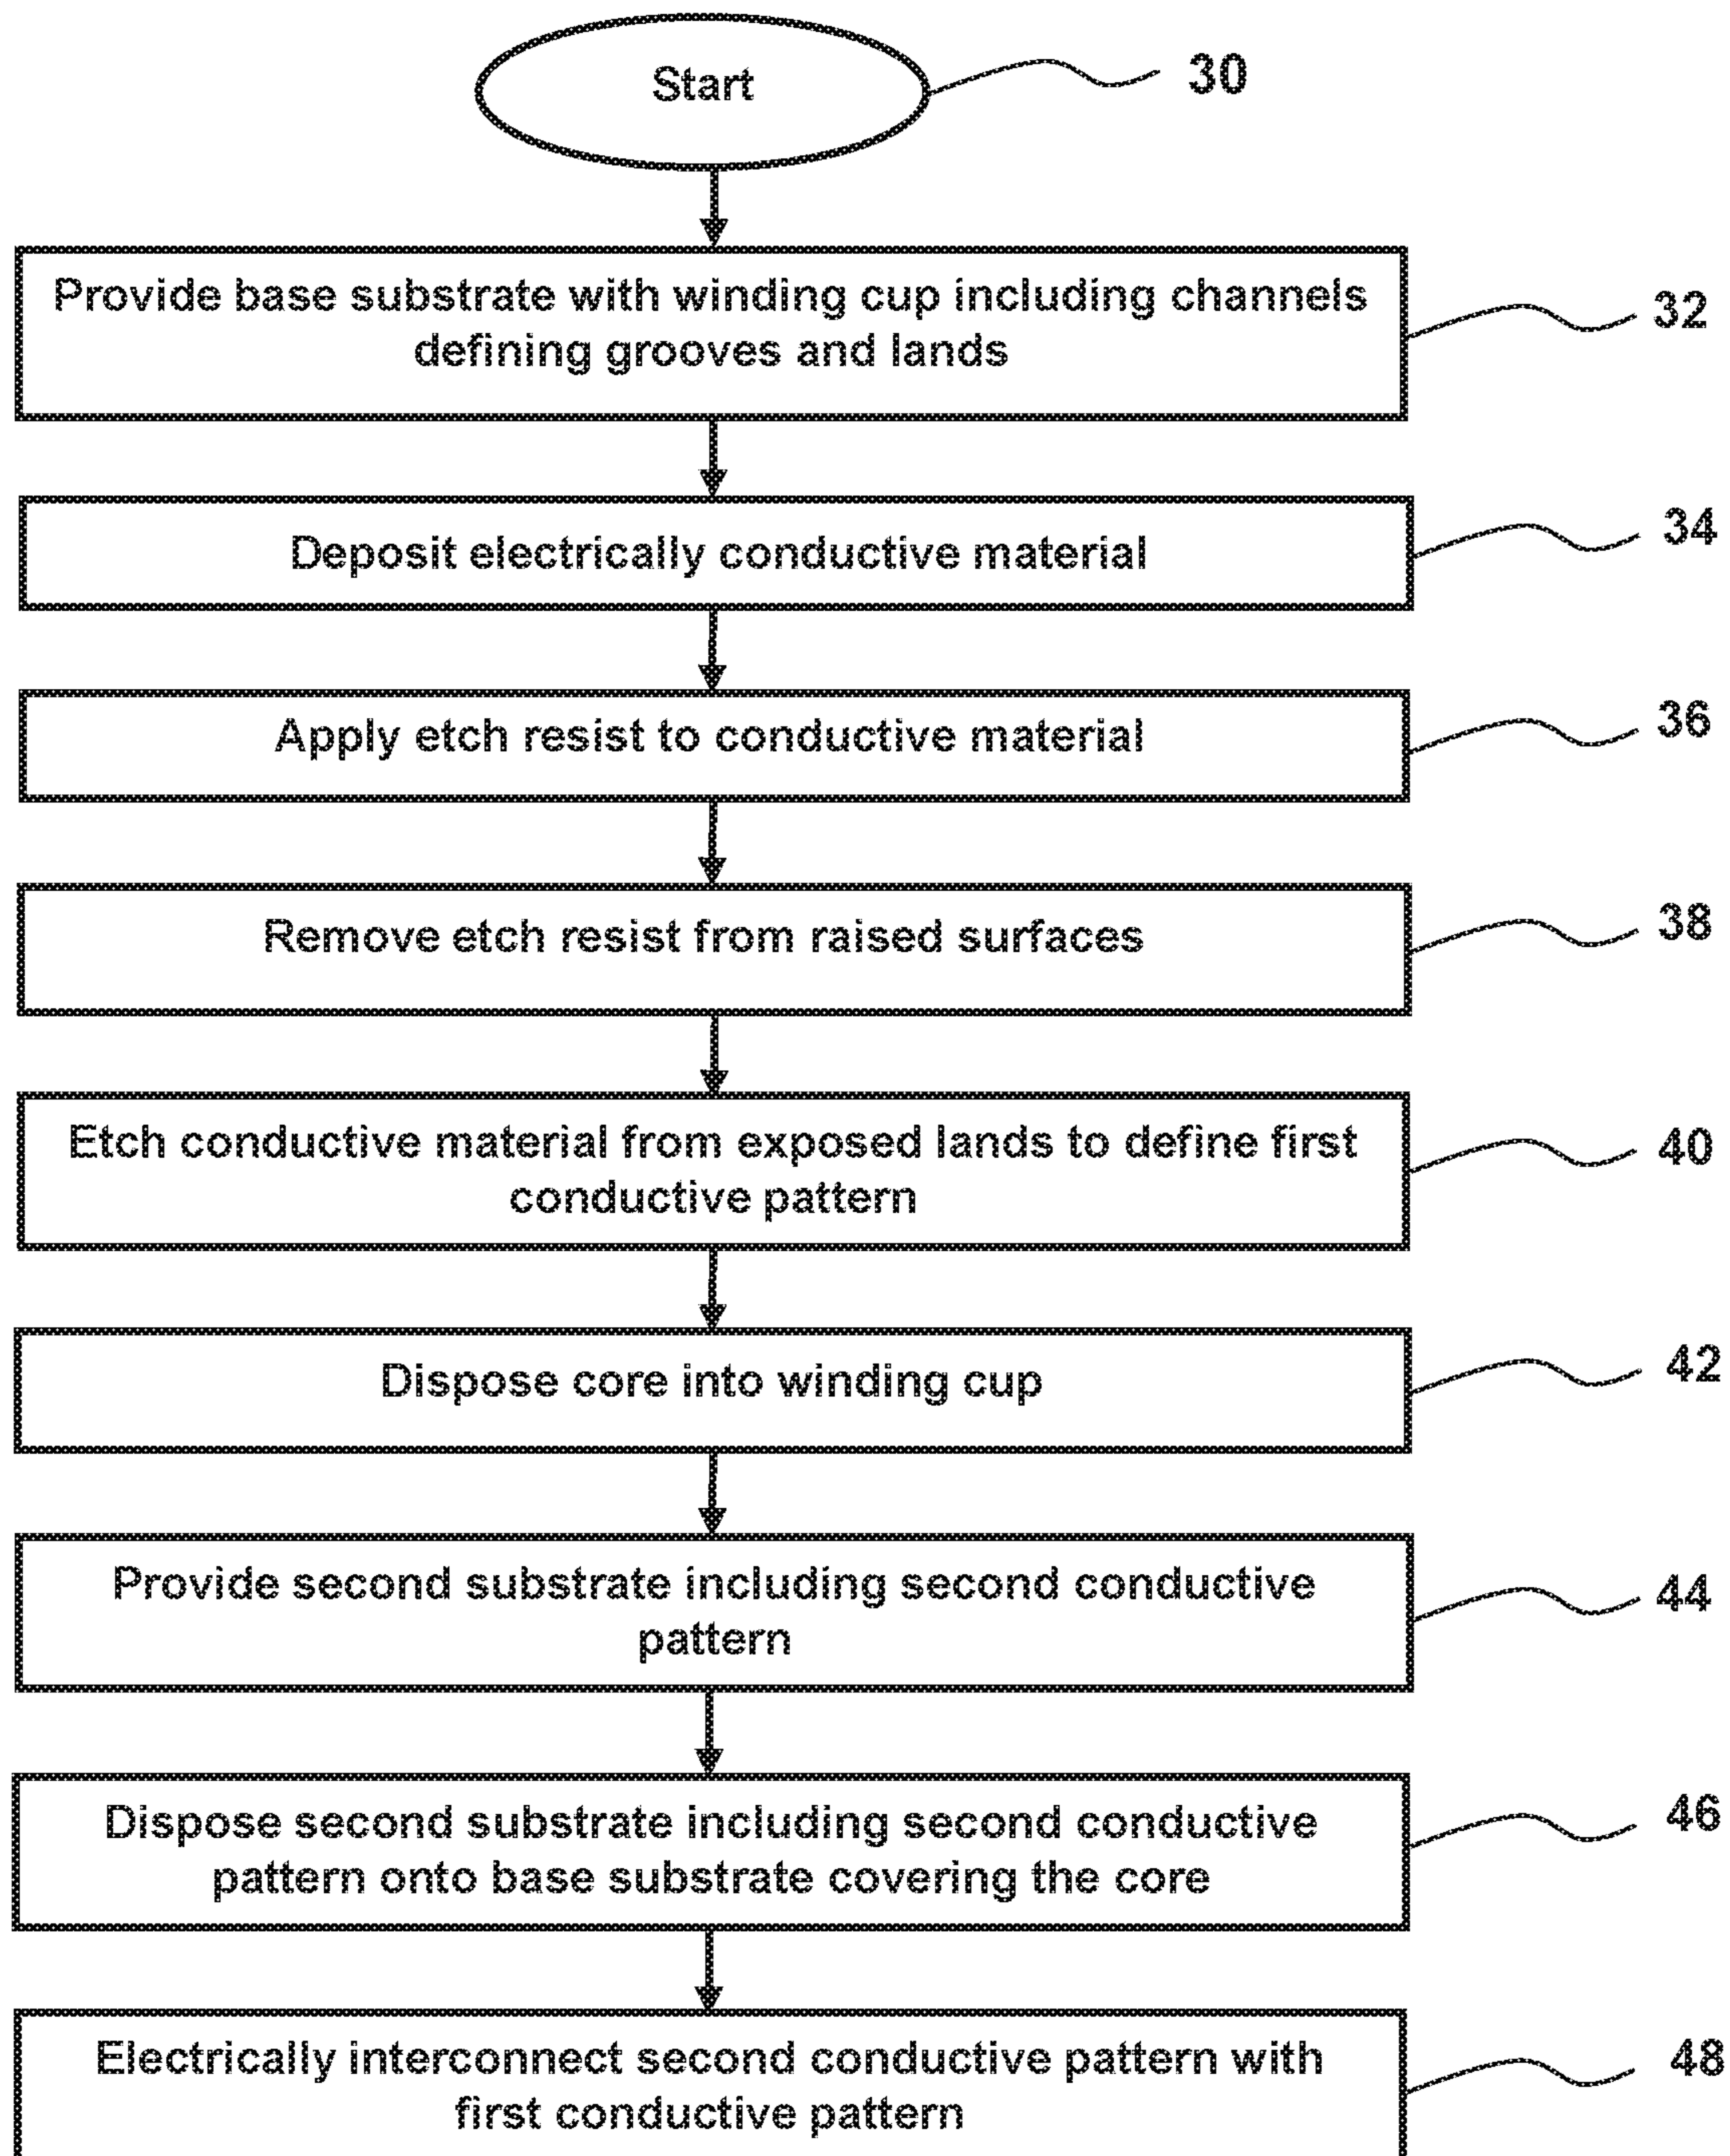 Start
30
Provide base substrate with winding cup including channels
defining grooves and lands
32
Deposit electrically conductive material
34
Apply etch resist to conductive material
36
Remove etch resist from raised surfaces
38
Etch conductive material from exposed lands to define first
conductive pattern
40
Dispose core into winding cup
42
Provide second substrate including second conductive
pattern
44
Dispose second substrate including second conductive
pattern onto base substrate covering the core
46
Electrically interconnect second conductive pattern with
first conductive pattern
48